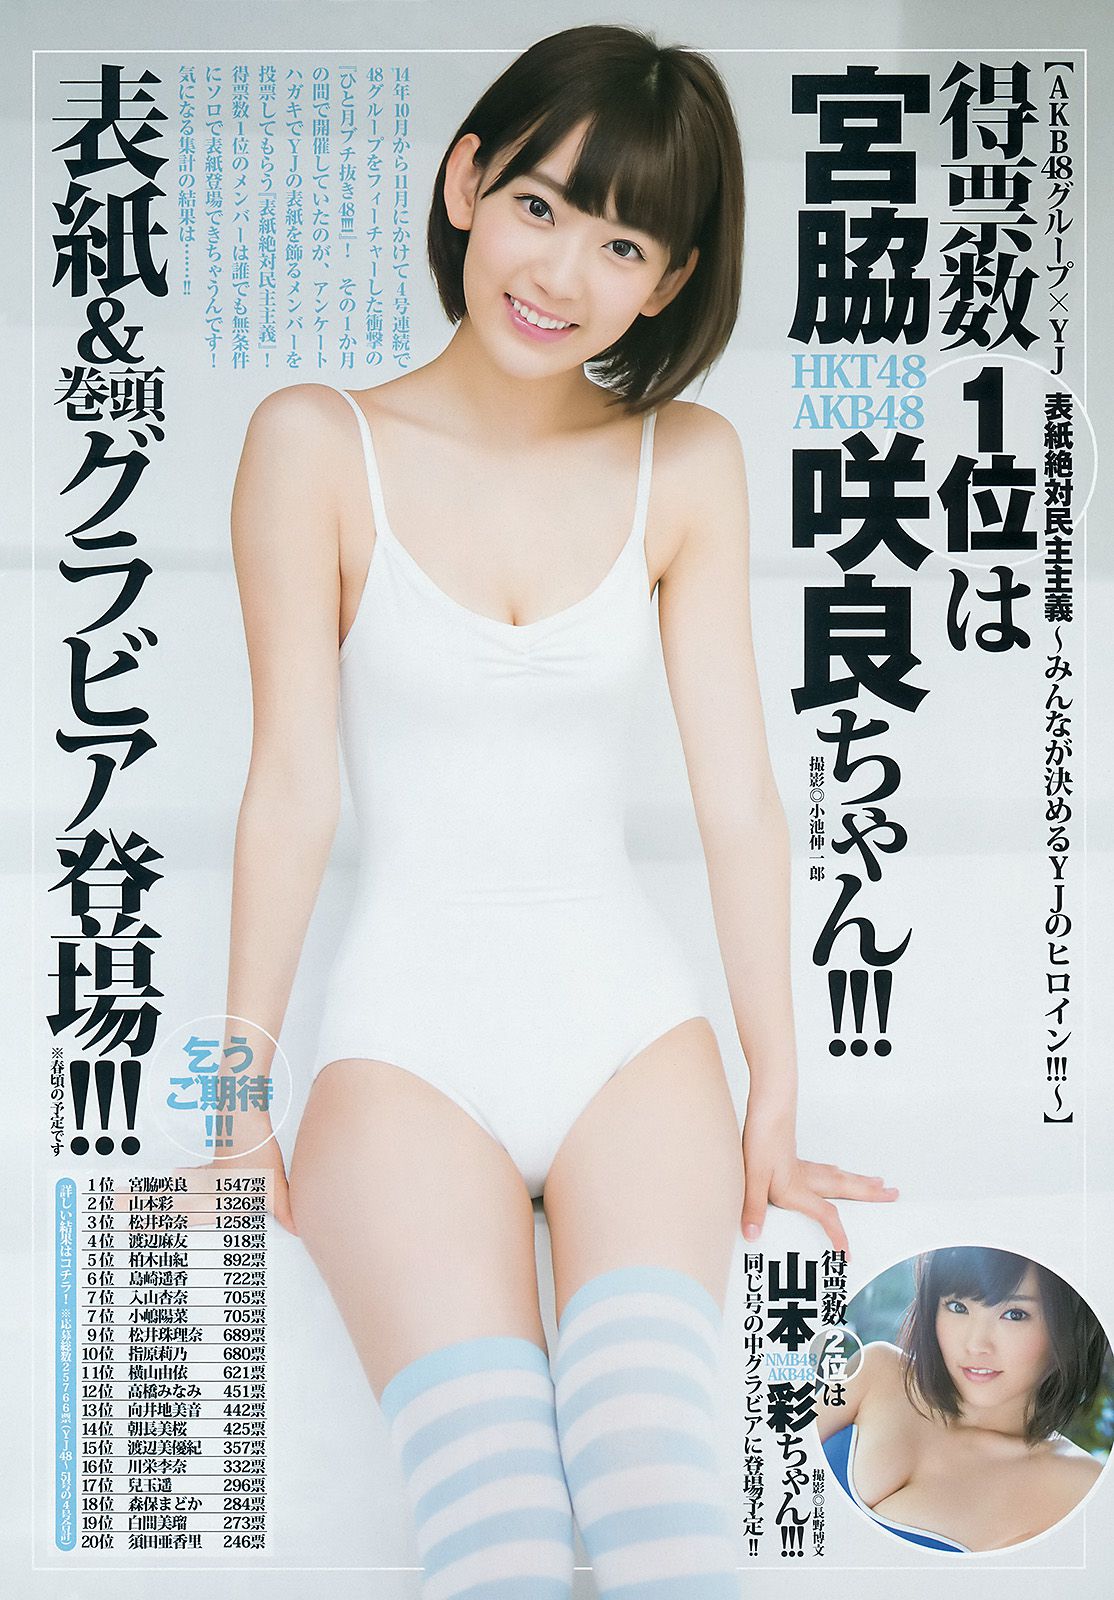 【AKB48グループ×YJ 表紙絶対民主主義～みんなが決めるYJのヒロイン!!!～】
得票数1位は
宮脇咲良ちゃん!!!
HKT48
AKB48
撮影◎小池伸一郎
'14年10月から11月にかけて4号連続で
48グループをフィーチャーした衝撃の
『ひと月ブチ抜き48!!!!』！ その1か月
の間で開催していたのが、アンケート
ハガキでYJの表紙を飾るメンバーを
投票してもらう『表紙絶対民主主義』！
得票数1位のメンバーは誰でも無条件
にソロで表紙登場できちゃうんです！
気になる集計の結果は……!!
表紙&巻頭グラビア登場!!!
※春頃の予定です
乞う
ご期待
!!!
1位 宮脇咲良 1547票
2位 山本彩 1326票
3位 松井玲奈 1258票
4位 渡辺麻友 918票
5位 柏木由紀 892票
6位 島崎遥香 722票
7位 入山杏奈 705票
7位 小嶋陽菜 705票
9位 松井珠理奈 689票
10位 指原莉乃 680票
11位 横山由依 621票
12位 高橋みなみ 451票
13位 向井地美音 442票
14位 朝長美桜 425票
15位 渡辺美優紀 357票
16位 川栄李奈 332票
17位 兒玉遥 296票
18位 森保まどか 284票
19位 白間美瑠 273票
20位 須田亜香里 246票
詳しい結果はコチラ！ ※応募総数25766票（YJ48～51号の4号合計）
得票数2位は
山本彩ちゃん!!!
NMB48
AKB48
撮影◎長野博文
同じ号の中グラビアに登場予定!!